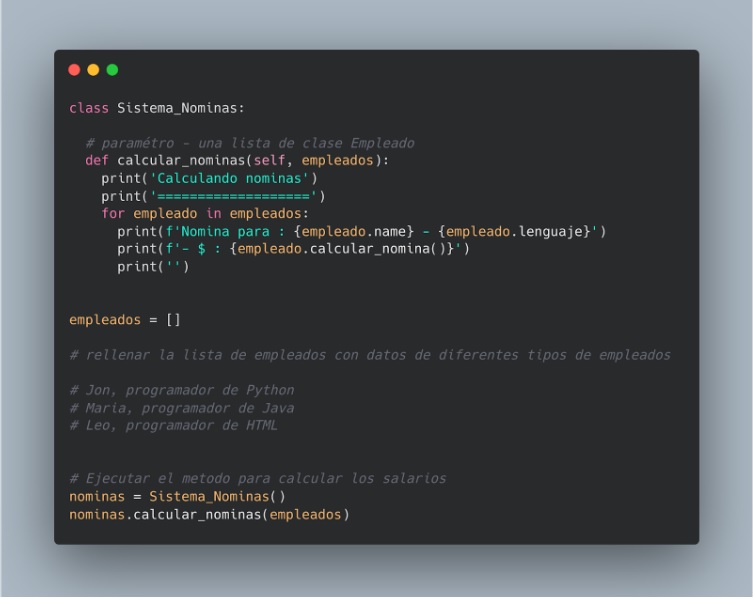 class Sistema_Nominas:
# paramétro - una lista de clase Empleado
def calcular_nominas(self, empleados):
print('Calculando nominas')
print('===================')
for empleado in empleados:
print(f'Nomina para : {empleado.name} - {empleado.lenguaje}')
print(f'- $ : {empleado.calcular_nomina()}')
print('')
empleados = []
# rellenar la lista de empleados con datos de diferentes tipos de empleados
# Jon, programador de Python
# Maria, programador de Java
# Leo, programador de HTML
# Ejecutar el metodo para calcular los salarios
nominas = Sistema_Nominas()
nominas.calcular_nominas(empleados)